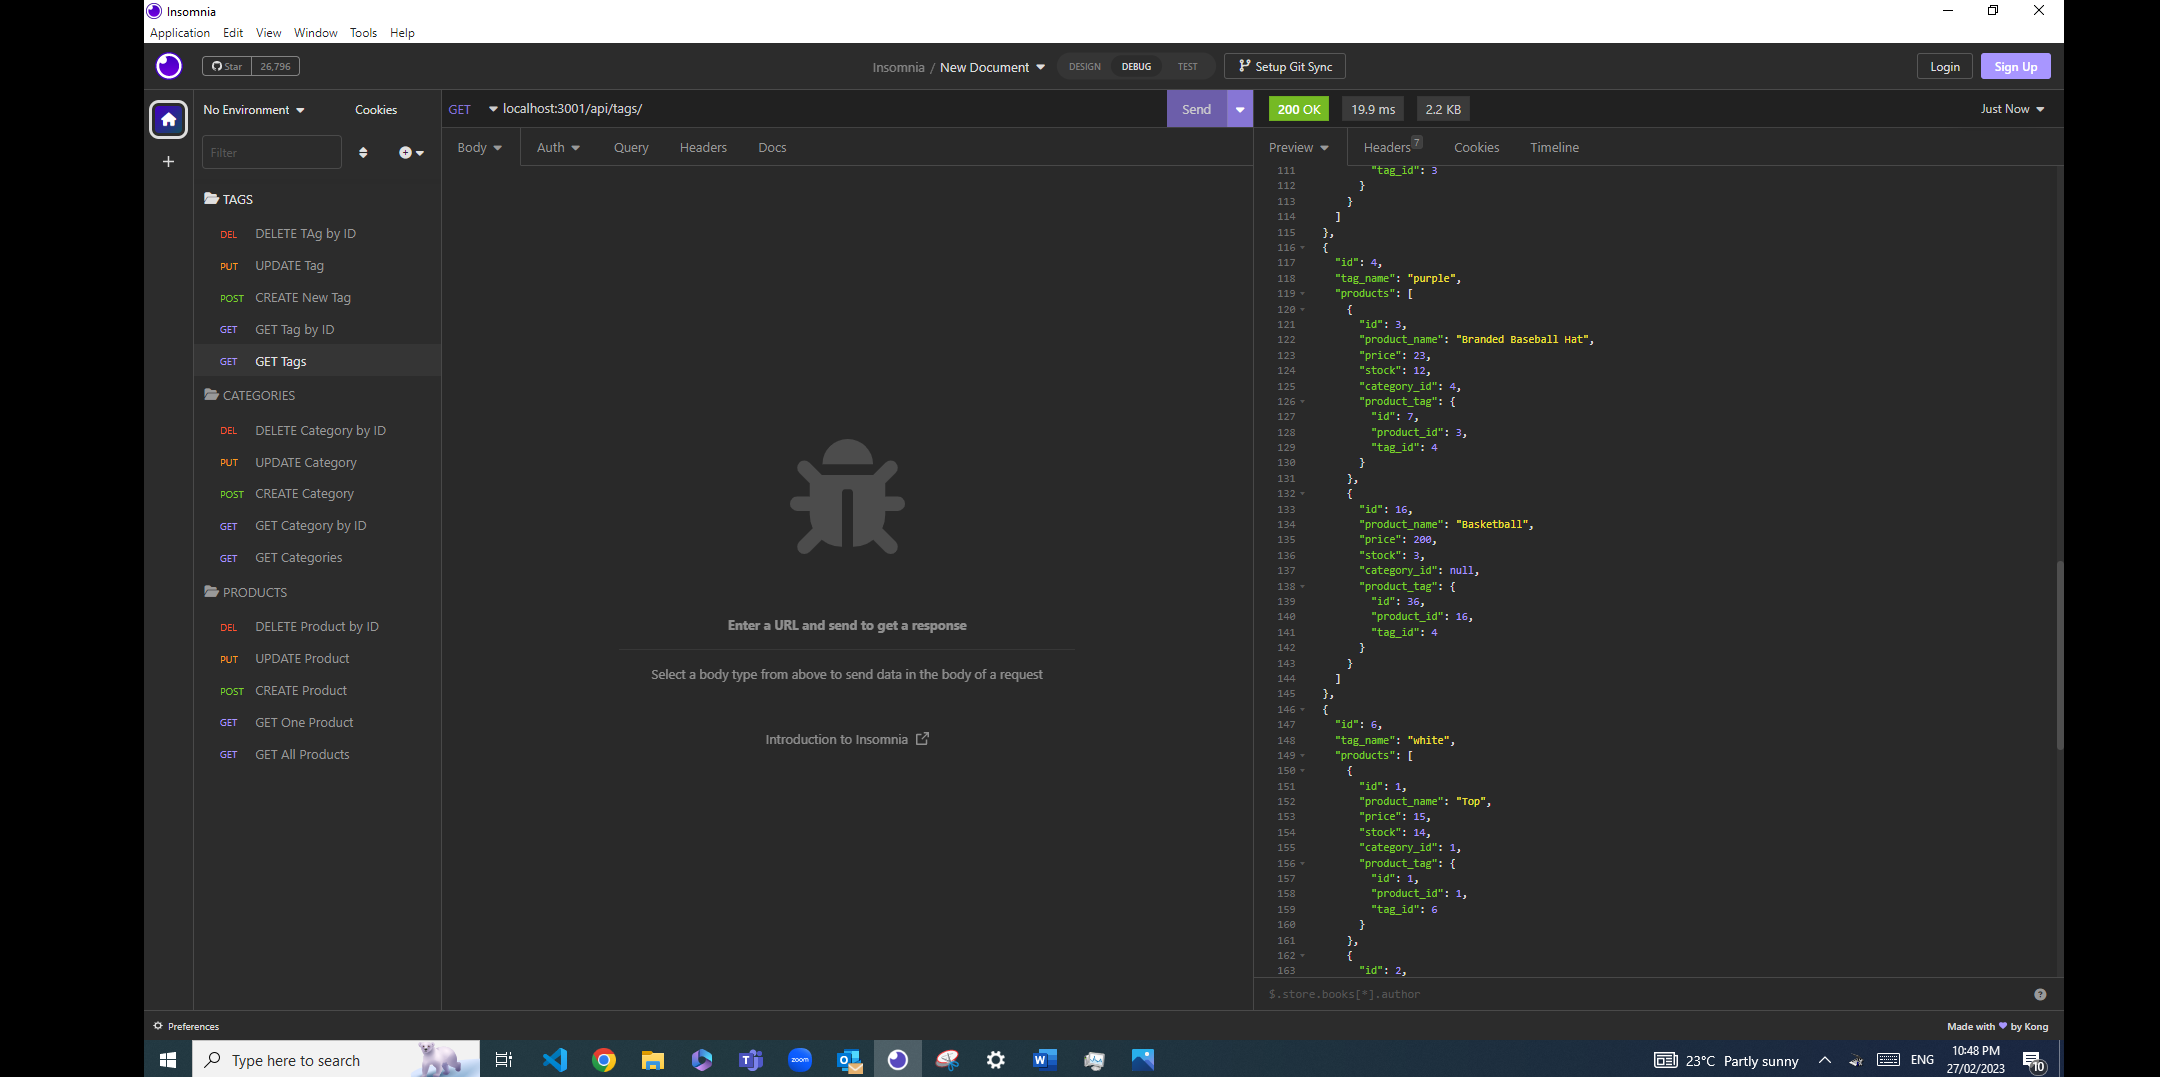 Insomnia
Application Edit View Window Tools Help
Star 26,796
Insomnia / New Document
DESIGN DEBUG TEST
Setup Git Sync
Login
Sign Up
No Environment
Cookies
Filter
TAGS
DEL DELETE TAg by ID
PUT UPDATE Tag
POST CREATE New Tag
GET GET Tag by ID
GET GET Tags
CATEGORIES
DEL DELETE Category by ID
PUT UPDATE Category
POST CREATE Category
GET GET Category by ID
GET GET Categories
PRODUCTS
DEL DELETE Product by ID
PUT UPDATE Product
POST CREATE Product
GET GET One Product
GET GET All Products
GET localhost:3001/api/tags/
Send
Body Auth Query Headers Docs
Enter a URL and send to get a response
Select a body type from above to send data in the body of a request
Introduction to Insomnia
200 OK 19.9 ms 2.2 KB
Just Now
Preview Headers 7 Cookies Timeline
111 "tag_id": 3
112 }
113 }
114 ]
115 },
116 {
117 "id": 4,
118 "tag_name": "purple",
119 "products": [
120 {
121 "id": 3,
122 "product_name": "Branded Baseball Hat",
123 "price": 23,
124 "stock": 12,
125 "category_id": 4,
126 "product_tag": {
127 "id": 7,
128 "product_id": 3,
129 "tag_id": 4
130 }
131 },
132 {
133 "id": 16,
134 "product_name": "Basketball",
135 "price": 200,
136 "stock": 3,
137 "category_id": null,
138 "product_tag": {
139 "id": 36,
140 "product_id": 16,
141 "tag_id": 4
142 }
143 }
144 ]
145 },
146 {
147 "id": 6,
148 "tag_name": "white",
149 "products": [
150 {
151 "id": 1,
152 "product_name": "Top",
153 "price": 15,
154 "stock": 14,
155 "category_id": 1,
156 "product_tag": {
157 "id": 1,
158 "product_id": 1,
159 "tag_id": 6
160 }
161 },
162 {
163 "id": 2,
$.store.books[*].author
Preferences
Made with ♥ by Kong
Type here to search
zoom
23°C Partly sunny
ENG
10:48 PM
27/02/2023
10